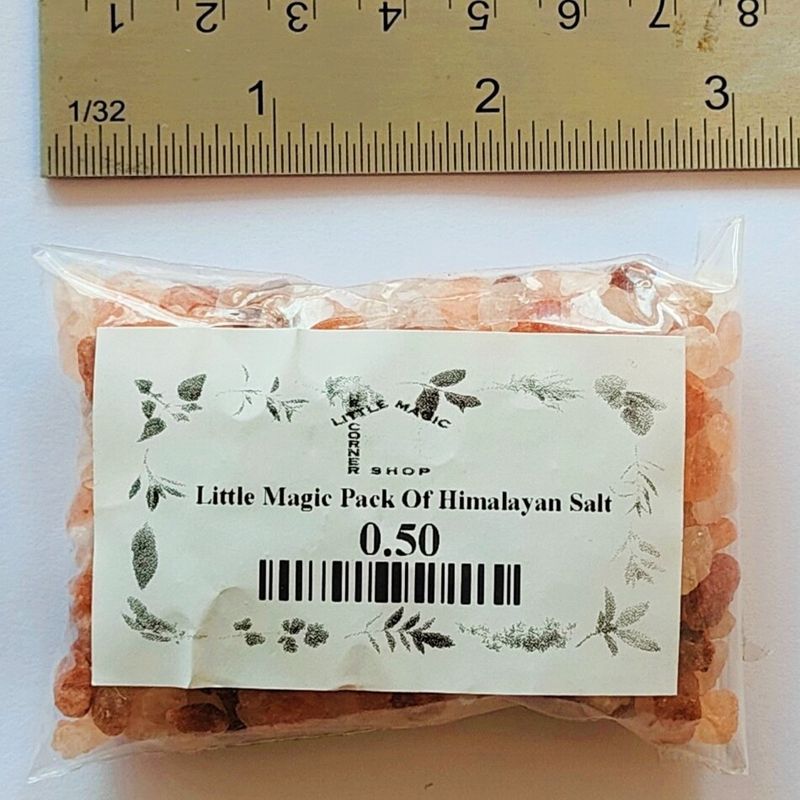 1 2 3 4 5 6 7 8
1/32 1 2 3
LITTLE MAGIC
CORNER
SHOP
Little Magic Pack Of Himalayan Salt
0.50